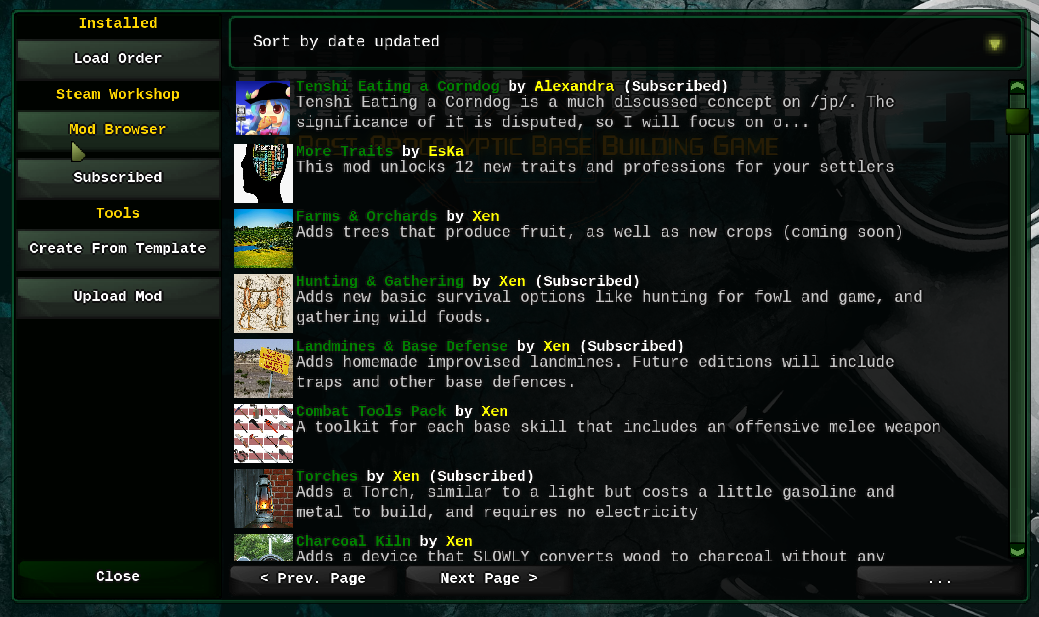 Installed
Load Order
Steam Workshop
Mod Browser
Subscribed
Tools
Create From Template
Upload Mod
Close
Sort by date updated
Tenshi Eating a Corndog by Alexandra (Subscribed)
Tenshi Eating a Corndog is a much discussed concept on /jp/. The
significance of it is disputed, so I will focus on o...
Apocalyptic Base Building Game
More Traits by EsKa
This mod unlocks 12 new traits and professions for your settlers
Farms & Orchards by Xen
Adds trees that produce fruit, as well as new crops (coming soon)
Hunting & Gathering by Xen (Subscribed)
Adds new basic survival options like hunting for fowl and game, and
gathering wild foods.
Landmines & Base Defense by Xen (Subscribed)
Adds homemade improvised landmines. Future editions will include
traps and other base defences.
Combat Tools Pack by Xen
A toolkit for each base skill that includes an offensive melee weapon
Torches by Xen (Subscribed)
Adds a Torch, similar to a light but costs a little gasoline and
metal to build, and requires no electricity
Charcoal Kiln by Xen
Adds a device that SLOWLY converts wood to charcoal without any
< Prev. Page
Next Page >
...